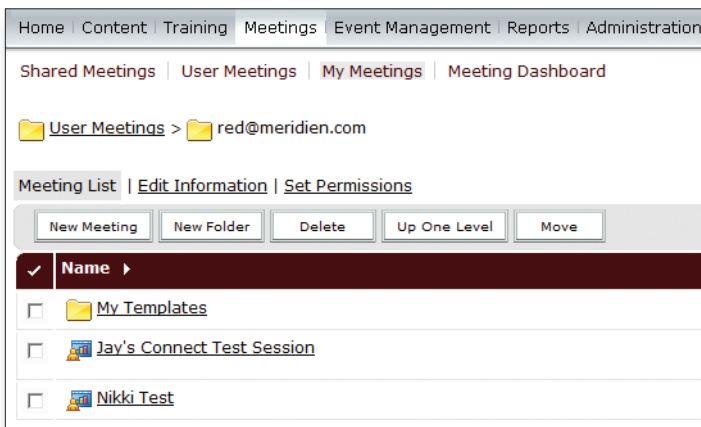 Home | Content | Training | Meetings | Event Management | Reports | Administration
Shared Meetings | User Meetings | My Meetings | Meeting Dashboard
User Meetings > red@meridien.com
Meeting List | Edit Information | Set Permissions
New Meeting New Folder Delete Up One Level Move
Name
My Templates
Jay's Connect Test Session
Nikki Test